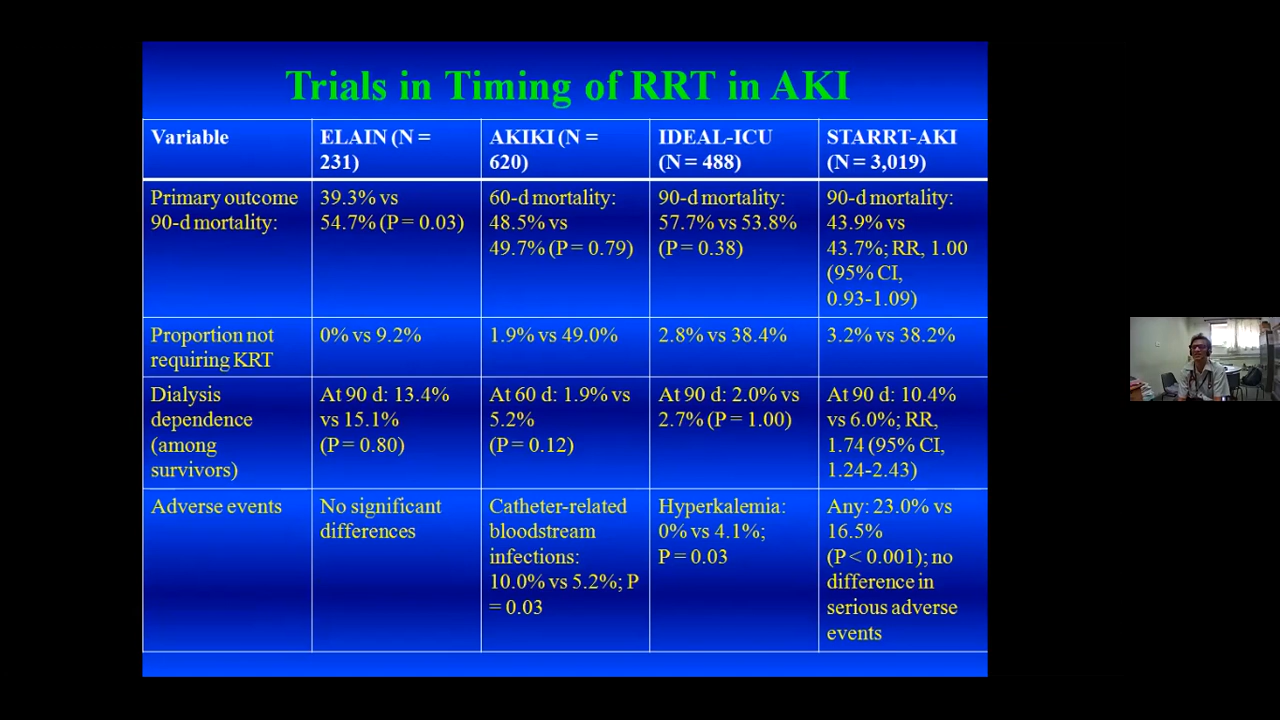 Trials in Timing of RRT in AKI
Variable
ELAIN (N =
231)
AKIKI (N =
620)
IDEAL-ICU
(N = 488)
STARRT-AKI
(N = 3,019)
Primary outcome
90-d mortality:
39.3% vs
54.7% (P = 0.03)
60-d mortality:
48.5% vs
49.7% (P = 0.79)
90-d mortality:
57.7% vs 53.8%
(P = 0.38)
90-d mortality:
43.9% vs
43.7%; RR, 1.00
(95% CI,
0.93-1.09)
Proportion not
requiring KRT
0% vs 9.2%
1.9% vs 49.0%
2.8% vs 38.4%
3.2% vs 38.2%
Dialysis
dependence
(among
survivors)
At 90 d: 13.4%
vs 15.1%
(P = 0.80)
At 60 d: 1.9% vs
5.2%
(P = 0.12)
At 90 d: 2.0% vs
2.7% (P = 1.00)
At 90 d: 10.4%
vs 6.0%; RR,
1.74 (95% CI,
1.24-2.43)
Adverse events
No significant
differences
Catheter-related
bloodstream
infections:
10.0% vs 5.2%; P
= 0.03
Hyperkalemia:
0% vs 4.1%;
P = 0.03
Any: 23.0% vs
16.5%
(P < 0.001); no
difference in
serious adverse
events